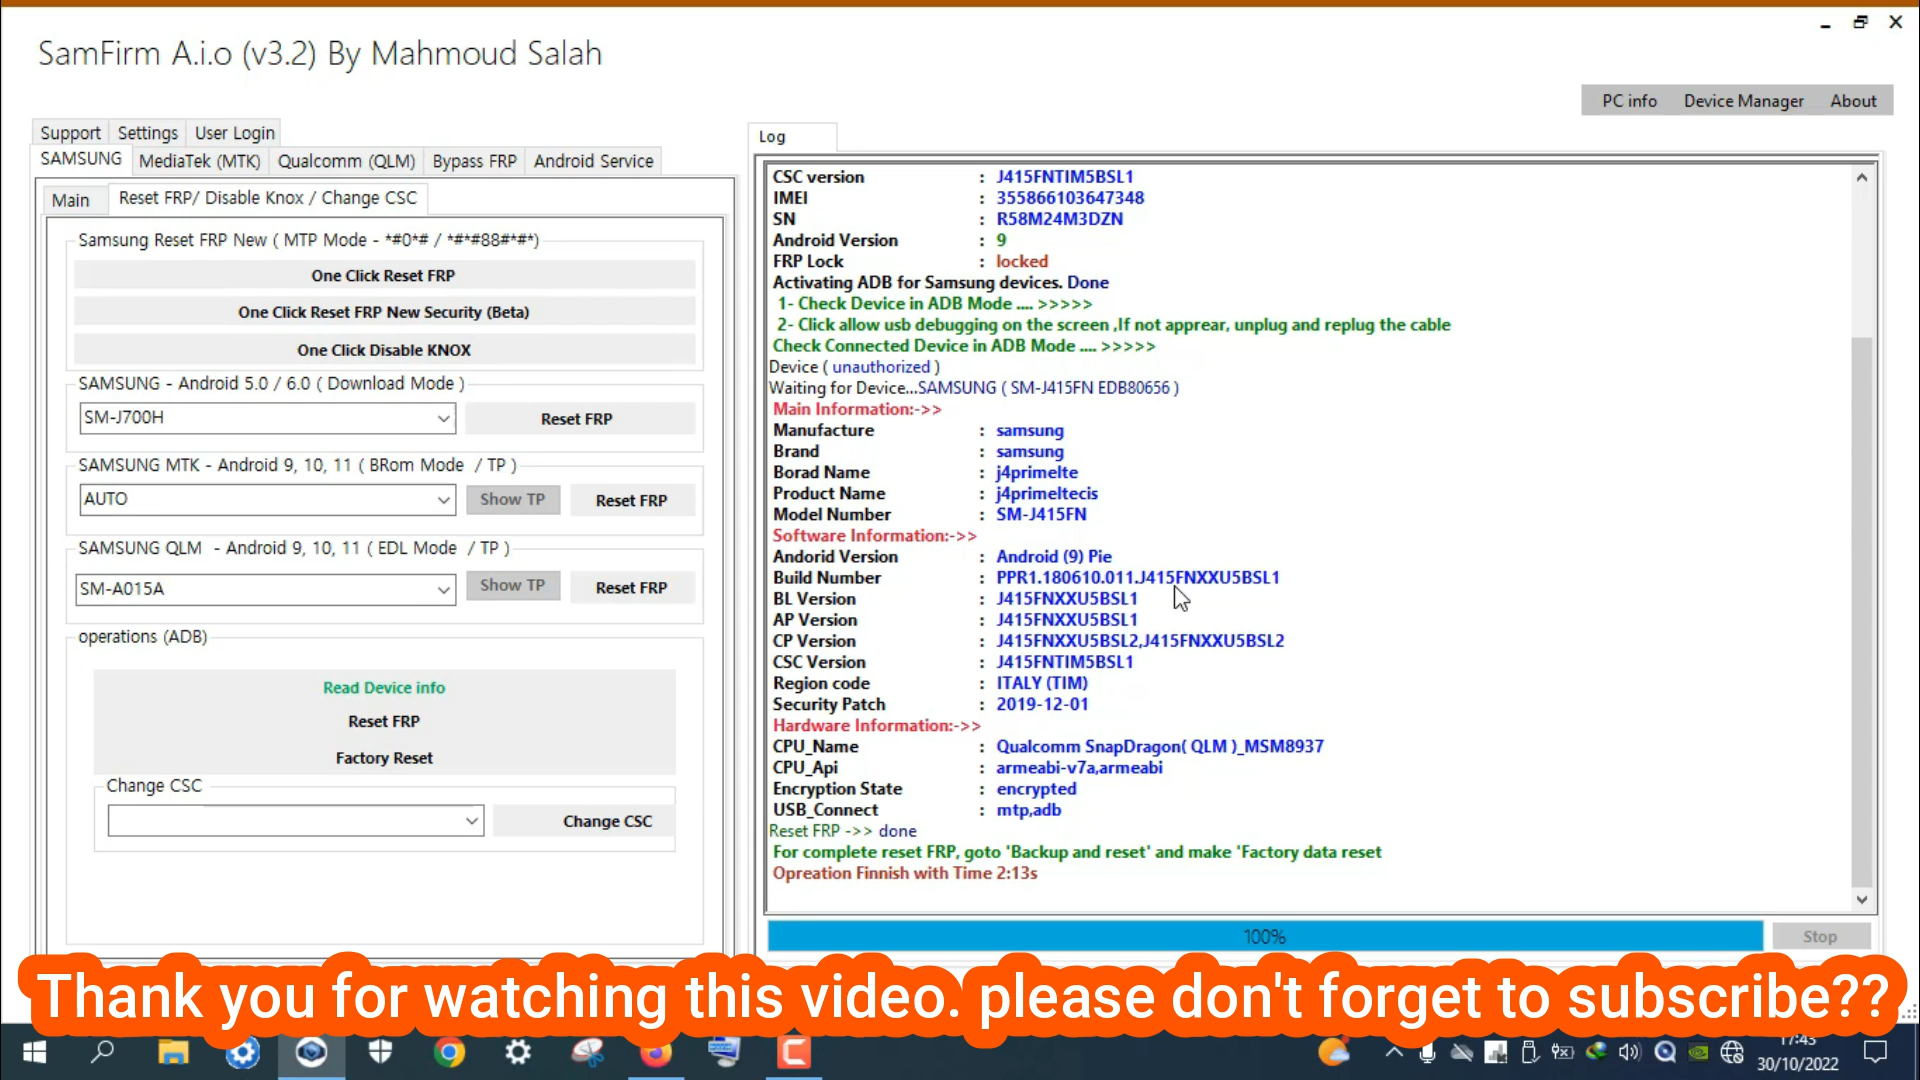 SamFirm A.i.o (v3.2) By Mahmoud Salah
PC info Device Manager About
Support Settings User Login
SAMSUNG MediaTek (MTK) Qualcomm (QLM) Bypass FRP Android Service
Main Reset FRP/ Disable Knox / Change CSC
Samsung Reset FRP New ( MTP Mode - *#0*# / *#*#88#*#*)
One Click Reset FRP
One Click Reset FRP New Security (Beta)
One Click Disable KNOX
SAMSUNG - Android 5.0 / 6.0 ( Download Mode )
SM-J700H Reset FRP
SAMSUNG MTK - Android 9, 10, 11 ( BRom Mode / TP )
AUTO Show TP Reset FRP
SAMSUNG QLM - Android 9, 10, 11 ( EDL Mode / TP )
SM-A015A Show TP Reset FRP
operations (ADB)
Read Device info
Reset FRP
Factory Reset
Change CSC
Change CSC
Log
CSC version : J415FNTIM5BSL1
IMEI : 355866103647348
SN : R58M24M3DZN
Android Version : 9
FRP Lock : locked
Activating ADB for Samsung devices. Done
1- Check Device in ADB Mode .... >>>>>
2- Click allow usb debugging on the screen ,If not apprear, unplug and replug the cable
Check Connected Device in ADB Mode .... >>>>>
Device ( unauthorized )
Waiting for Device...SAMSUNG ( SM-J415FN EDB80656 )
Main Information:->>
Manufacture : samsung
Brand : samsung
Borad Name : j4primelte
Product Name : j4primeltecis
Model Number : SM-J415FN
Software Information:->>
Andorid Version : Android (9) Pie
Build Number : PPR1.180610.011.J415FNXXU5BSL1
BL Version : J415FNXXU5BSL1
AP Version : J415FNXXU5BSL1
CP Version : J415FNXXU5BSL2,J415FNXXU5BSL2
CSC Version : J415FNTIM5BSL1
Region code : ITALY (TIM)
Security Patch : 2019-12-01
Hardware Information:->>
CPU_Name : Qualcomm SnapDragon( QLM )_MSM8937
CPU_Api : armeabi-v7a,armeabi
Encryption State : encrypted
USB_Connect : mtp,adb
Reset FRP ->> done
For complete reset FRP, goto 'Backup and reset' and make 'Factory data reset
Opreation Finnish with Time 2:13s
100% Stop
Thank you for watching this video. please don't forget to subscribe??
17:43
30/10/2022